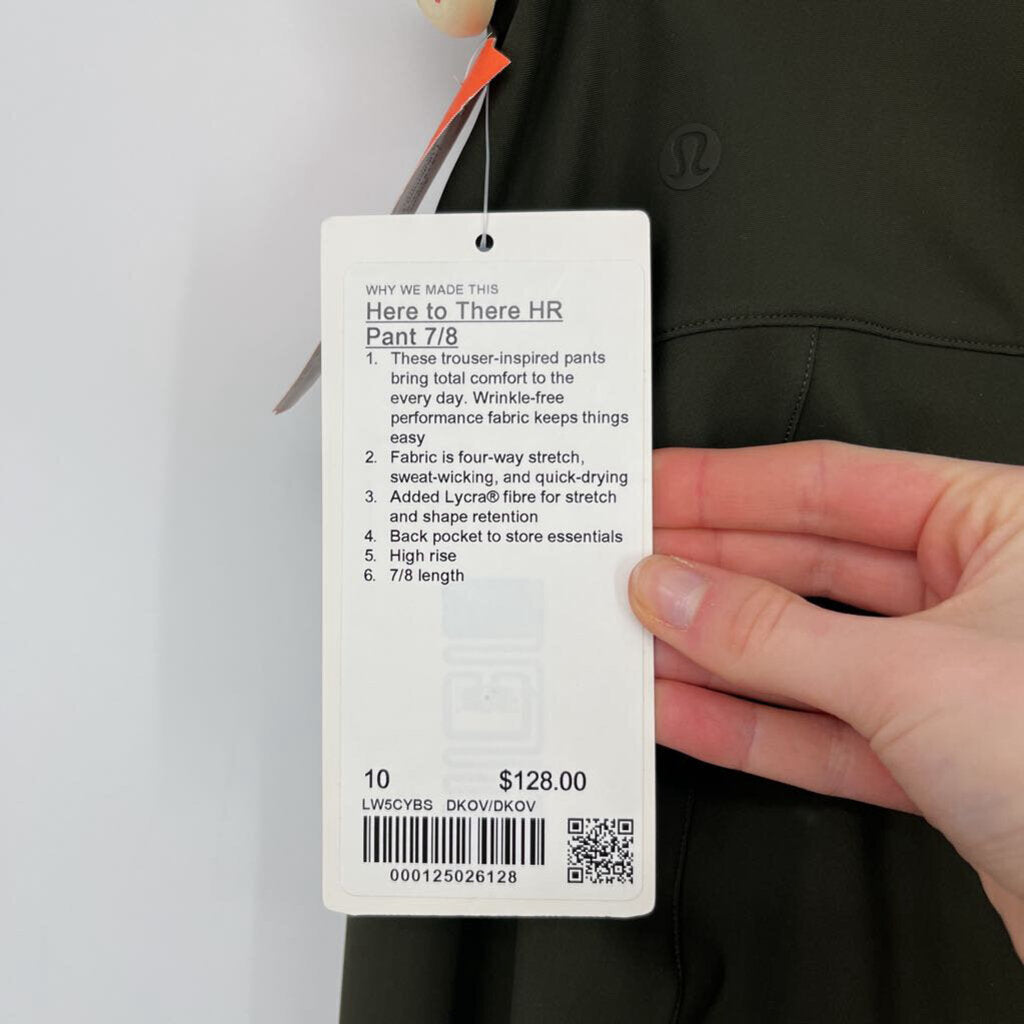 WHY WE MADE THIS
Here to There HR
Pant 7/8
1. These trouser-inspired pants
bring total comfort to the
every day. Wrinkle-free
performance fabric keeps things
easy
2. Fabric is four-way stretch,
sweat-wicking, and quick-drying
3. Added Lycra® fibre for stretch
and shape retention
4. Back pocket to store essentials
5. High rise
6. 7/8 length
10 $128.00
LW5CYBS DKOV/DKOV
000125026128